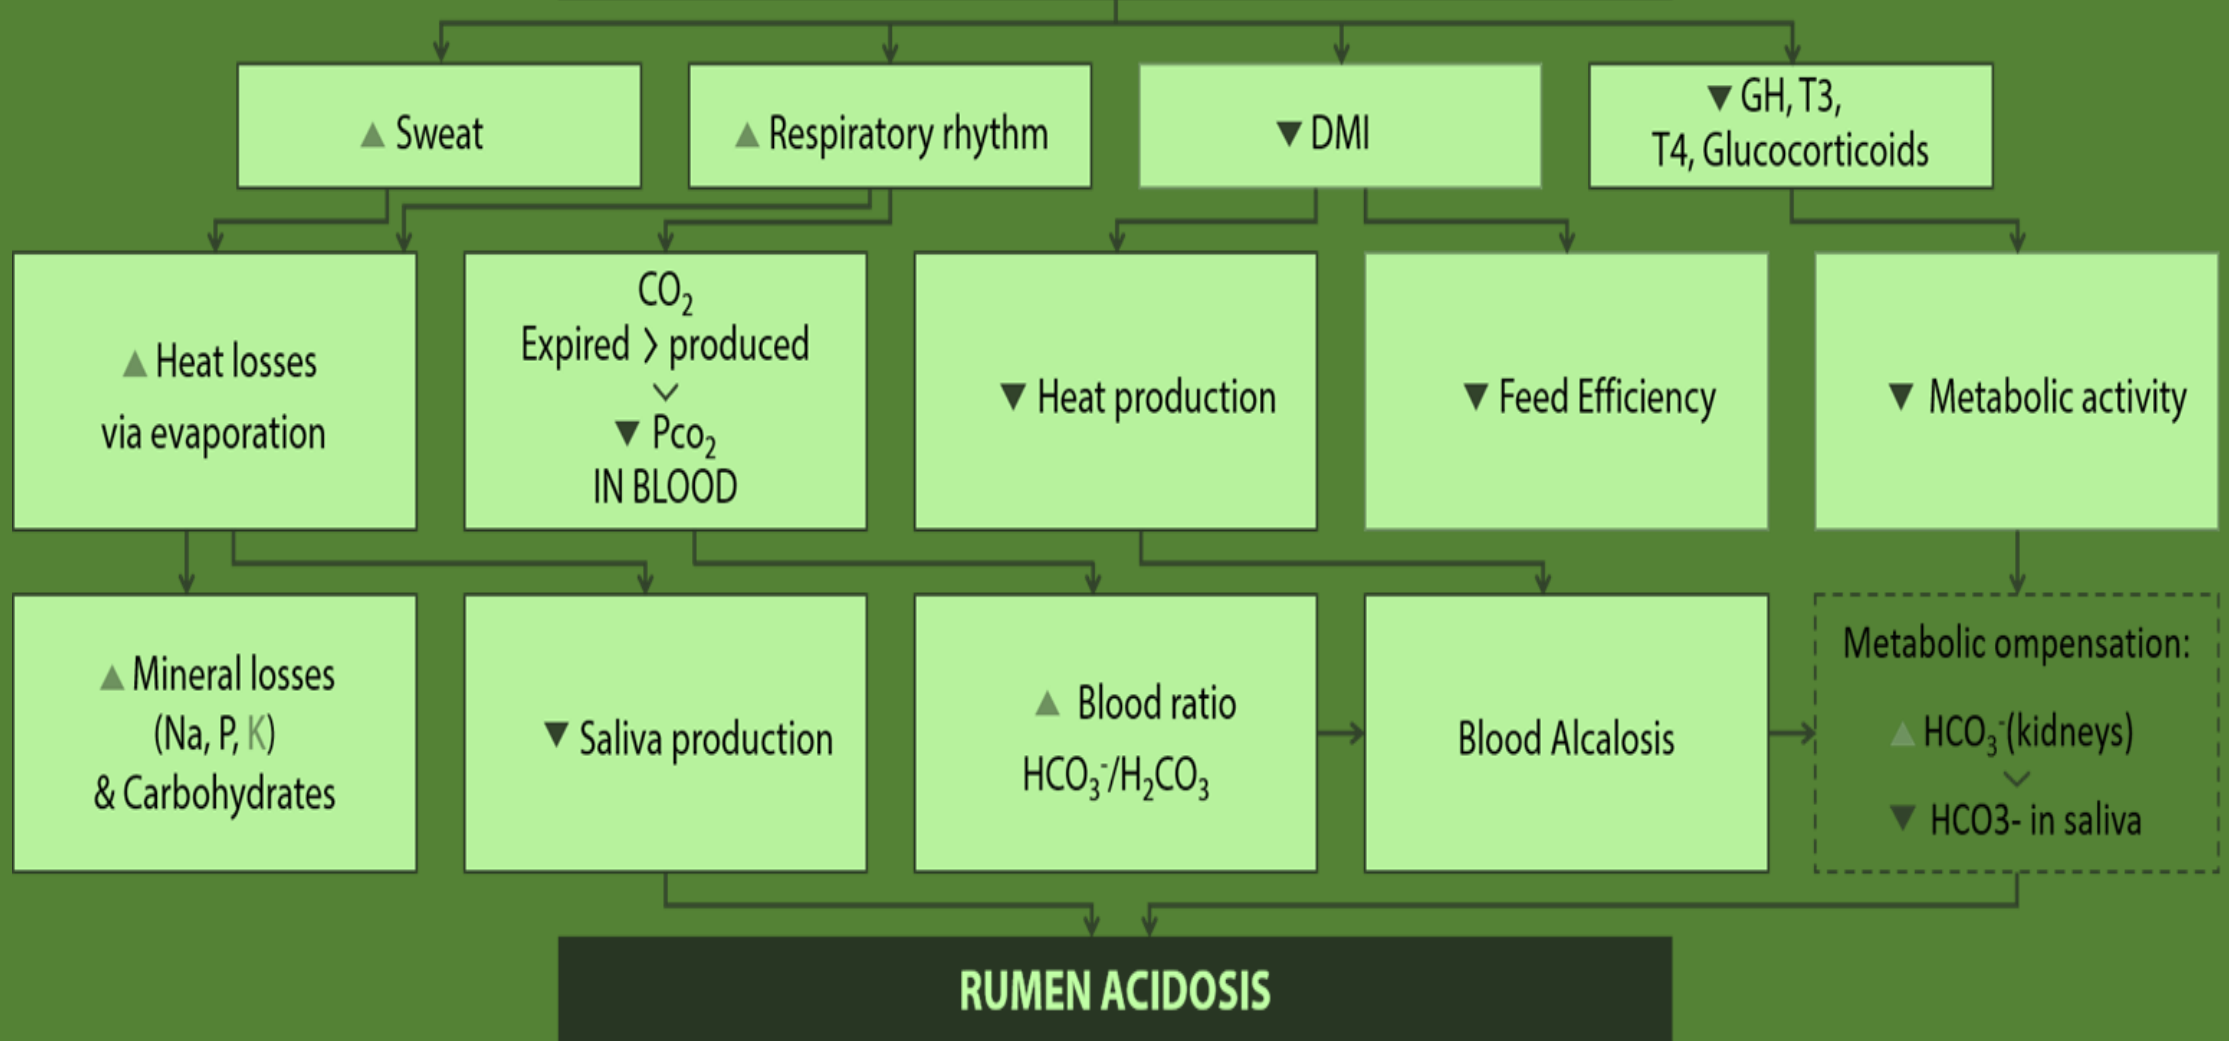 ▲ Sweat
▲ Respiratory rhythm
▼ DMI
▼ GH, T3,
T4, Glucocorticoids
▲ Heat losses
via evaporation
CO₂
Expired > produced
▼ Pco₂
IN BLOOD
▼ Heat production
▼ Feed Efficiency
▼ Metabolic activity
▲ Mineral losses
(Na, P, K)
& Carbohydrates
▼ Saliva production
▲ Blood ratio
HCO₃⁻/H₂CO₃
Blood Alcalosis
Metabolic ompensation:
▲ HCO₃⁻(kidneys)
▼ HCO3- in saliva
RUMEN ACIDOSIS